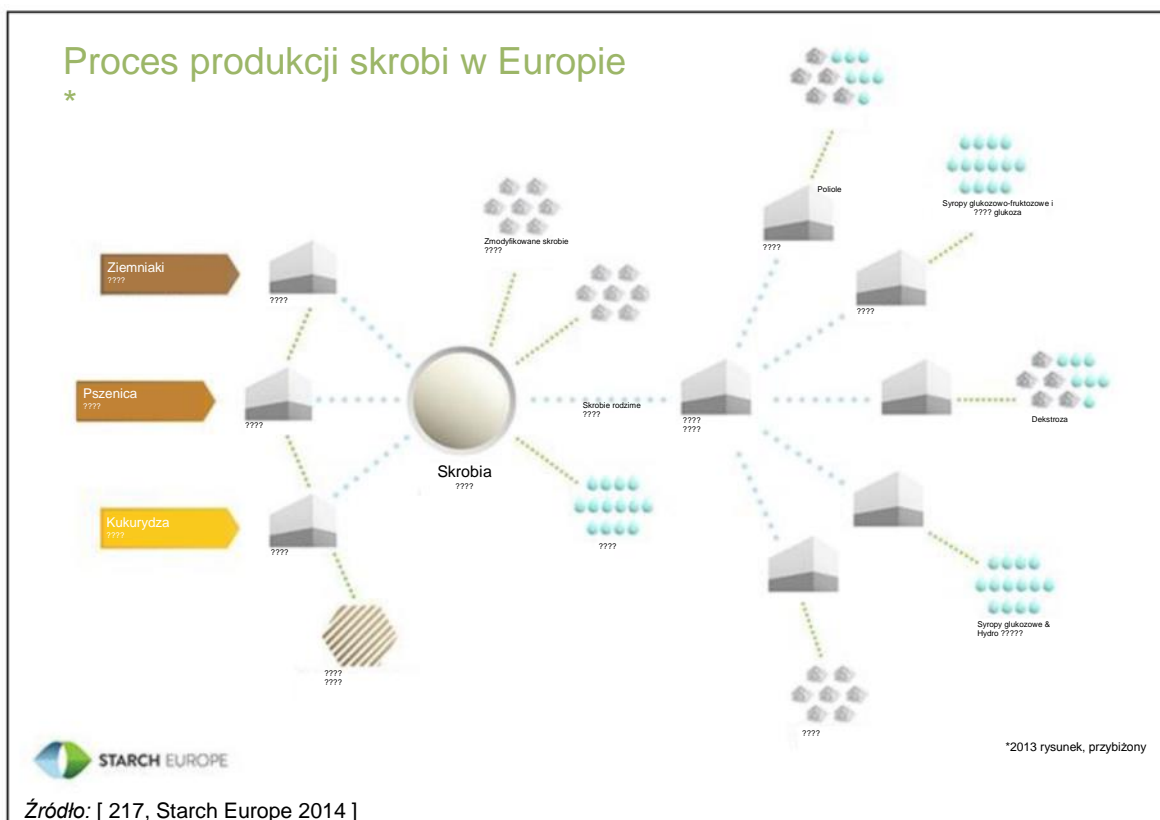 Proces produkcji skrobi w Europie
*
Poliole
????
Syropy glukozowo-fruktozowe i
???? glukoza
Zmodyfikowane skrobie
????
Ziemniaki
????
????
????
Pszenica
????
????
Skrobie rodzime
????
????
????
Dekstroza
Skrobia
????
Kukurydza
????
????
????
Syropy glukozowe &
Hydro ?????
????
????
????
*2013 rysunek, przybiżony
STARCH EUROPE
Źródło: [ 217, Starch Europe 2014 ]